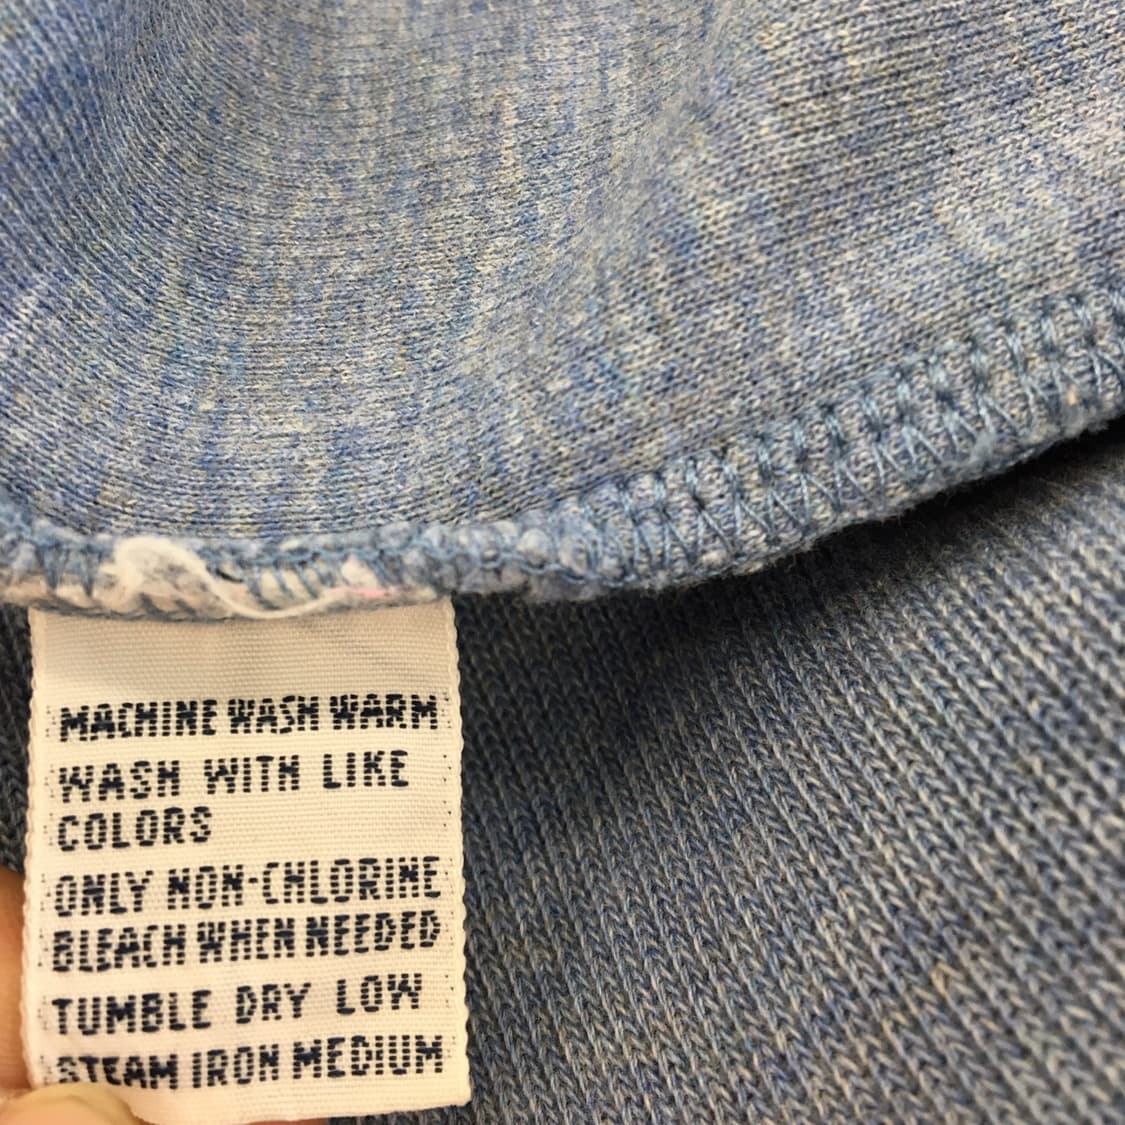 MACHINE WASH WARM
WASH WITH LIKE
COLORS
ONLY NON-CHLORINE
BLEACH WHEN NEEDED
TUMBLE DRY LOW
STEAM IRON MEDIUM